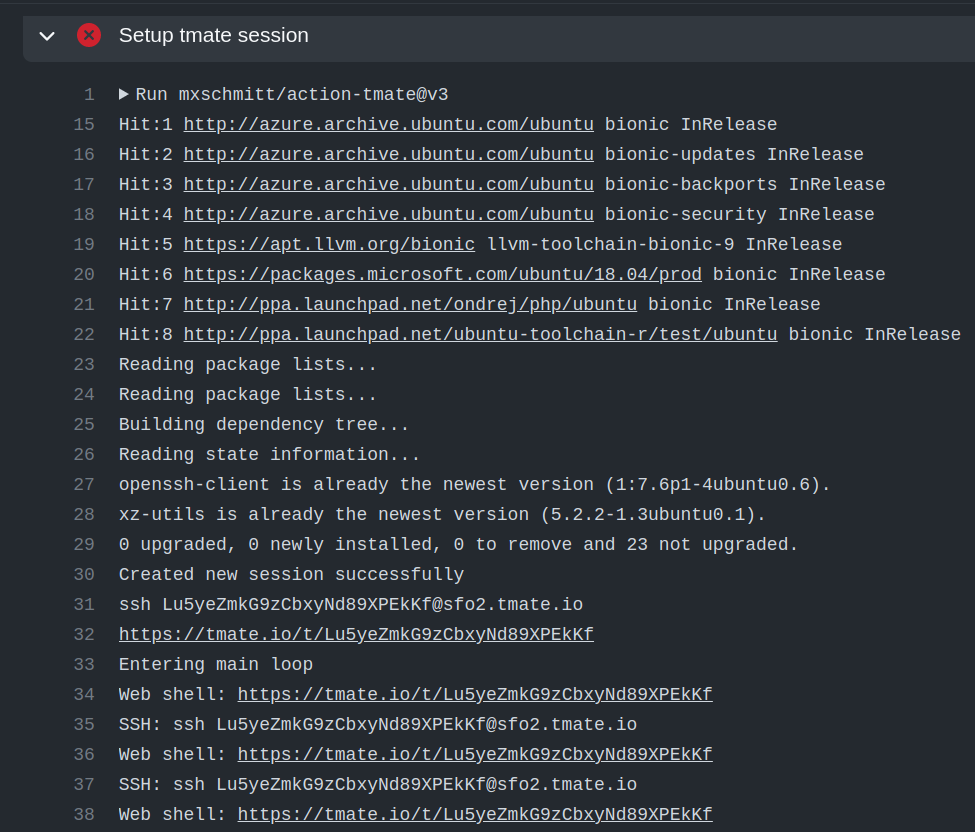 Setup tmate session
1 Run mxschmitt/action-tmate@v3
15 Hit:1 http://azure.archive.ubuntu.com/ubuntu bionic InRelease
16 Hit:2 http://azure.archive.ubuntu.com/ubuntu bionic-updates InRelease
17 Hit:3 http://azure.archive.ubuntu.com/ubuntu bionic-backports InRelease
18 Hit:4 http://azure.archive.ubuntu.com/ubuntu bionic-security InRelease
19 Hit:5 https://apt.llvm.org/bionic llvm-toolchain-bionic-9 InRelease
20 Hit:6 https://packages.microsoft.com/ubuntu/18.04/prod bionic InRelease
21 Hit:7 http://ppa.launchpad.net/ondrej/php/ubuntu bionic InRelease
22 Hit:8 http://ppa.launchpad.net/ubuntu-toolchain-r/test/ubuntu bionic InRelease
23 Reading package lists...
24 Reading package lists...
25 Building dependency tree...
26 Reading state information...
27 openssh-client is already the newest version (1:7.6p1-4ubuntu0.6).
28 xz-utils is already the newest version (5.2.2-1.3ubuntu0.1).
29 0 upgraded, 0 newly installed, 0 to remove and 23 not upgraded.
30 Created new session successfully
31 ssh Lu5yeZmkG9zCbxyNd89XPEkKf@sfo2.tmate.io
32 https://tmate.io/t/Lu5yeZmkG9zCbxyNd89XPEkKf
33 Entering main loop
34 Web shell: https://tmate.io/t/Lu5yeZmkG9zCbxyNd89XPEkKf
35 SSH: ssh Lu5yeZmkG9zCbxyNd89XPEkKf@sfo2.tmate.io
36 Web shell: https://tmate.io/t/Lu5yeZmkG9zCbxyNd89XPEkKf
37 SSH: ssh Lu5yeZmkG9zCbxyNd89XPEkKf@sfo2.tmate.io
38 Web shell: https://tmate.io/t/Lu5yeZmkG9zCbxyNd89XPEkKf